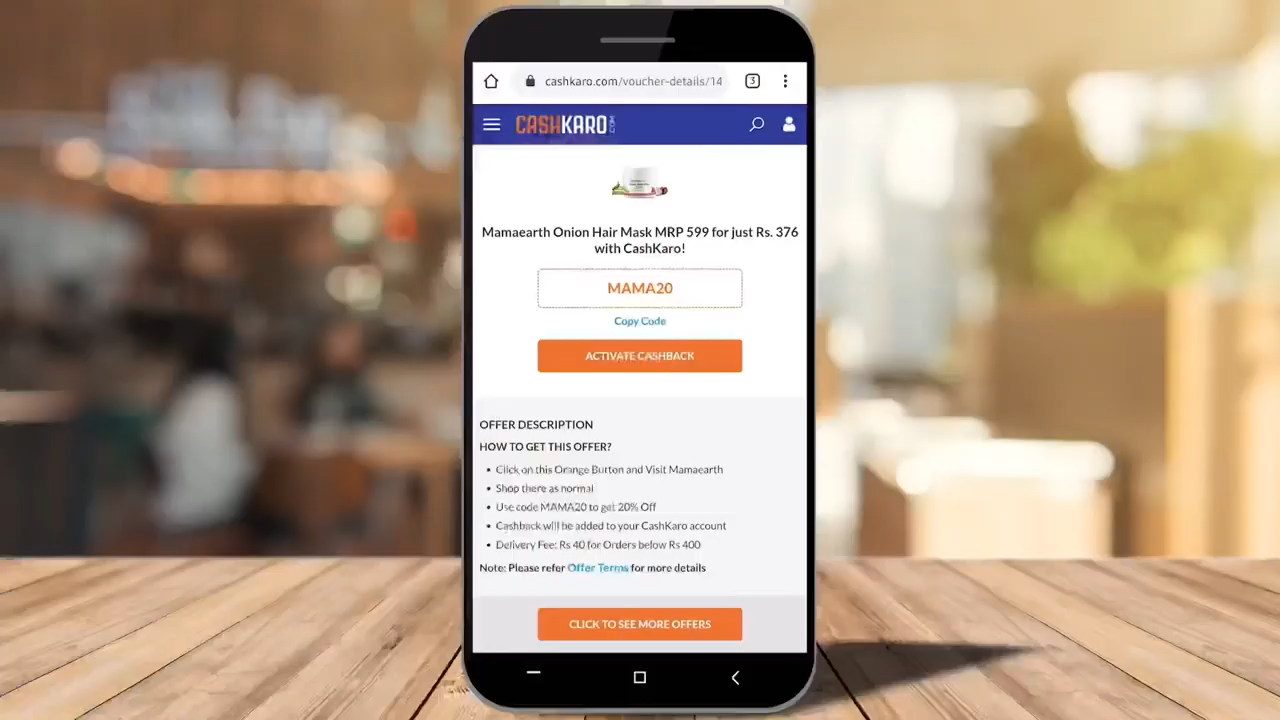 cashkaro.com/voucher-details/14
3
CASHKARO.COM
Mamaearth Onion Hair Mask MRP 599 for just Rs. 376
with CashKaro!
MAMA20
Copy Code
ACTIVATE CASHBACK
OFFER DESCRIPTION
HOW TO GET THIS OFFER?
• Click on this Orange Burton and Visit Mamaearth
• Shop there as normal
• Use code MAMA20 to get 20% Off
• Cashback will be added to your CashKaro account
• Delivery Fee: Rs 40 for Orders below Rs 400
Note: Please refer Offer Terms for more details
CLICK TO SEE MORE OFFERS